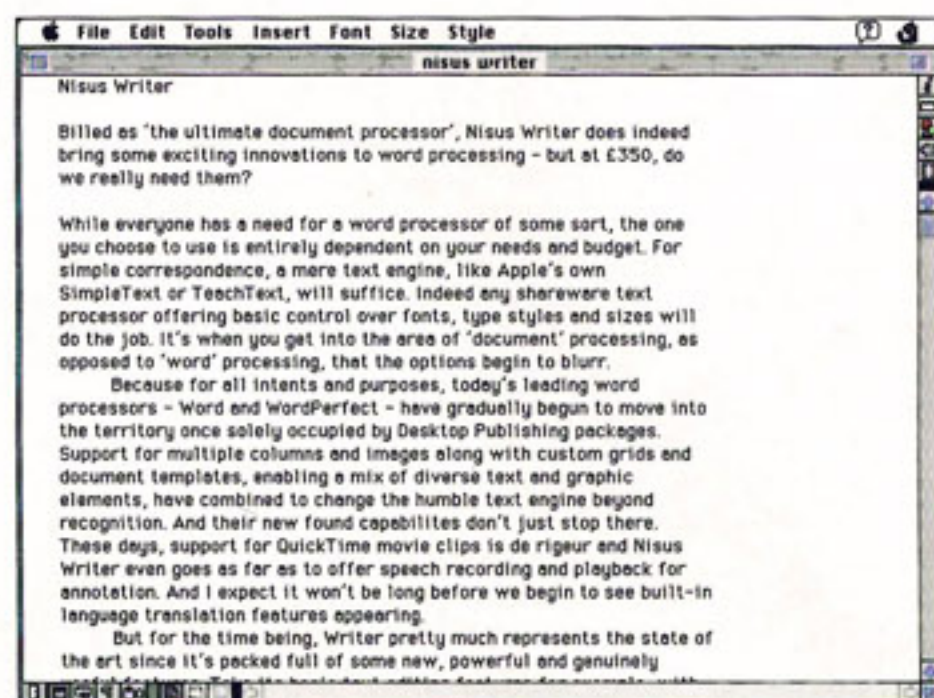 File Edit Tools Insert Font Size Style
nisus writer
Nisus Writer
Billed as 'the ultimate document processor', Nisus Writer does indeed
bring some exciting innovations to word processing – but at £350, do
we really need them?
While everyone has a need for a word processor of some sort, the one
you choose to use is entirely dependent on your needs and budget. For
simple correspondence, a mere text engine, like Apple's own
SimpleText or TeachText, will suffice. Indeed any shareware text
processor offering basic control over fonts, type styles and sizes will
do the job. It's when you get into the area of 'document' processing, as
opposed to 'word' processing, that the options begin to blurr.
Because for all intents and purposes, today's leading word
processors – Word and WordPerfect – have gradually begun to move into
the territory once solely occupied by Desktop Publishing packages.
Support for multiple columns and images along with custom grids and
document templates, enabling a mix of diverse text and graphic
elements, have combined to change the humble text engine beyond
recognition. And their new found capabilites don't just stop there.
These days, support for QuickTime movie clips is de rigeur and Nisus
Writer even goes as far as to offer speech recording and playback for
annotation. And I expect it won't be long before we begin to see built-in
language translation features appearing.
But for the time being, Writer pretty much represents the state of
the art since it's packed full of some new, powerful and genuinely